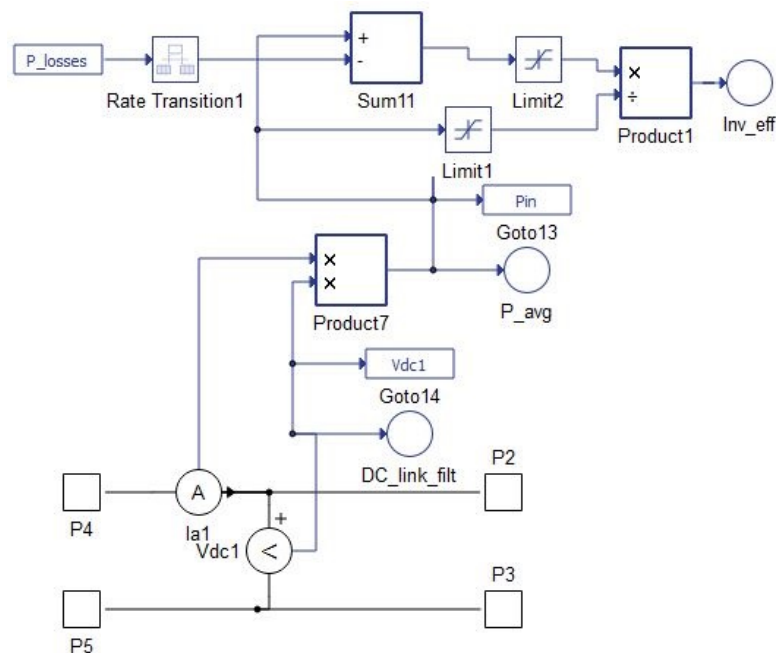 P_losses
Rate Transition1
+
-
Sum11
Limit2
×
÷
Product1
Inv_eff
Limit1
Pin
Goto13
×
×
Product7
P_avg
Vdc1
Goto14
DC_link_filt
P4
A
Ia1
P2
+
Vdc1
<
P3
P5